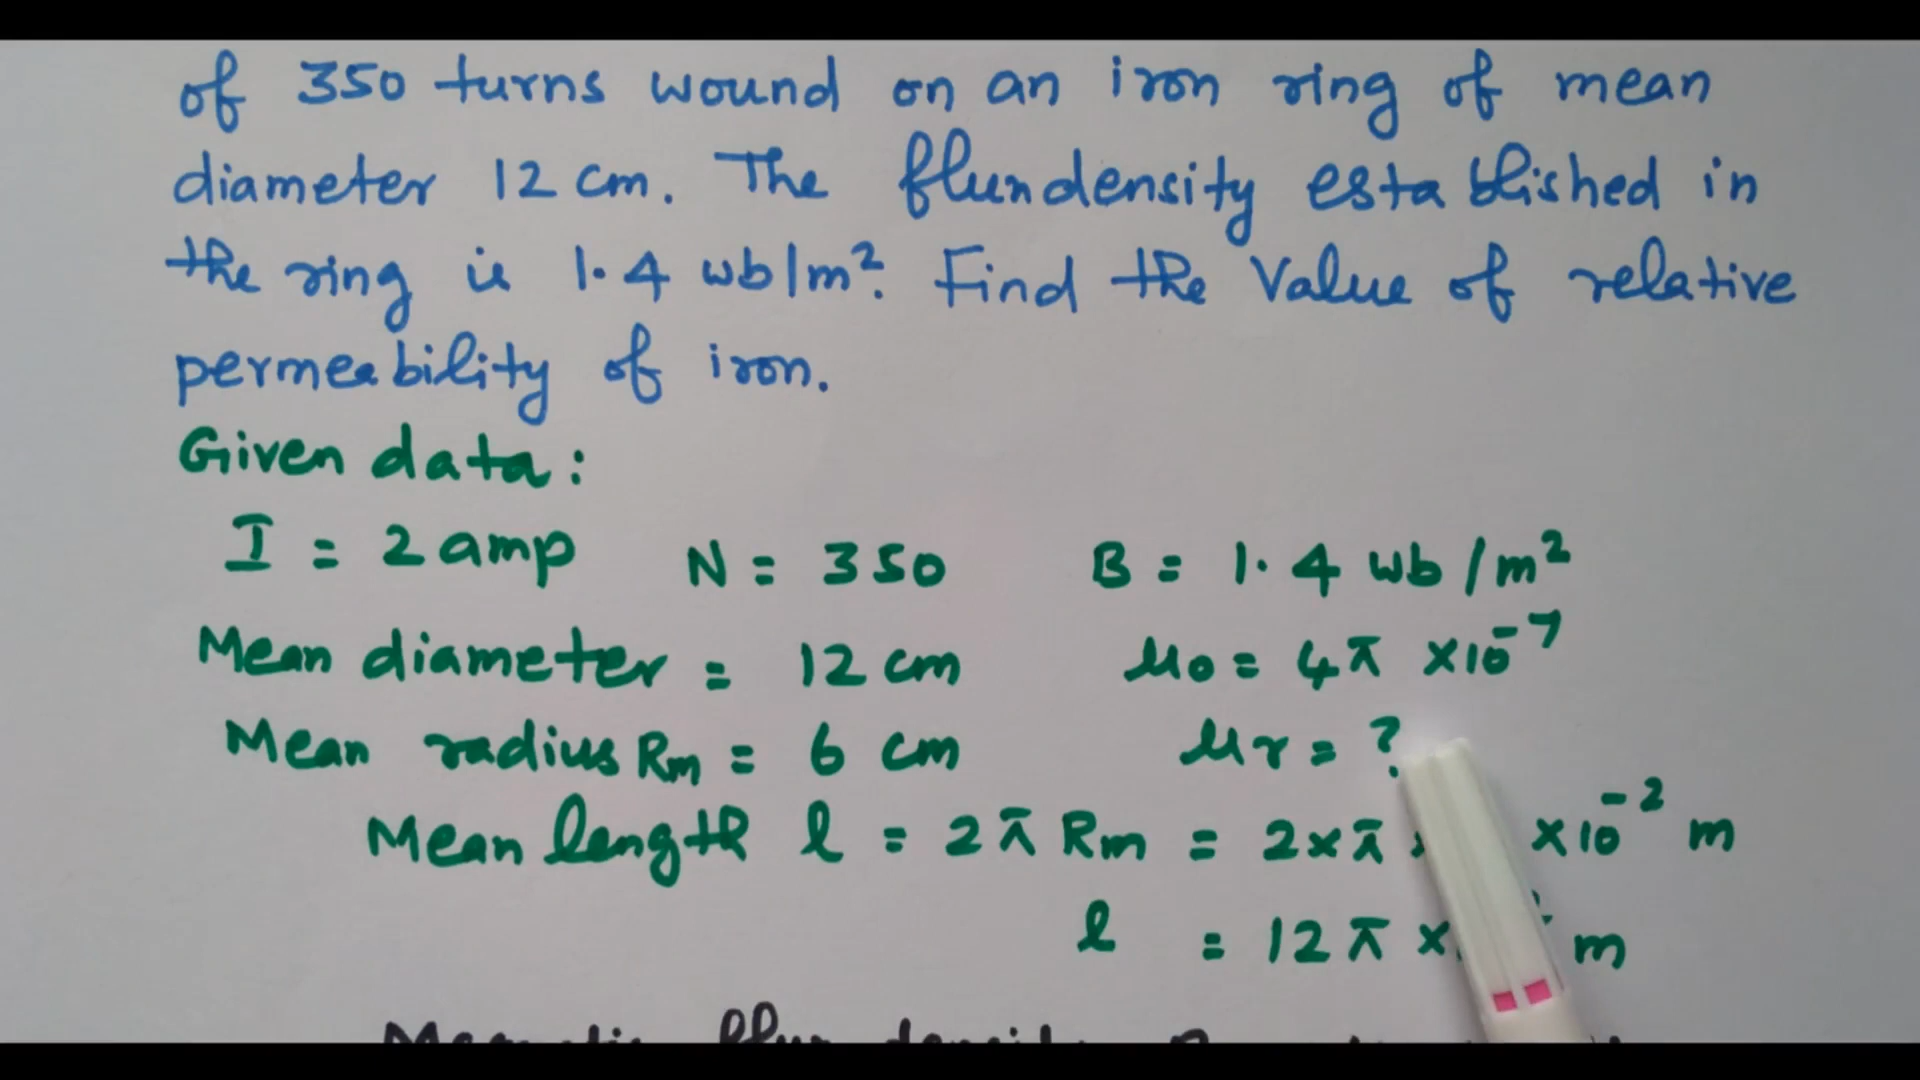 of 350 turns wound on an iron ring of mean
diameter 12 cm. The fluxdensity established in
the ring is 1.4 wb/m². Find the value of relative
permeability of iron.
Given data:
I = 2 amp N = 350 B = 1.4 wb/m²
Mean diameter = 12 cm μ0 = 4π ×10⁻⁷
Mean radius Rm = 6 cm μr = ?
Mean length l = 2π Rm = 2×π × ×10⁻² m
l = 12π × m